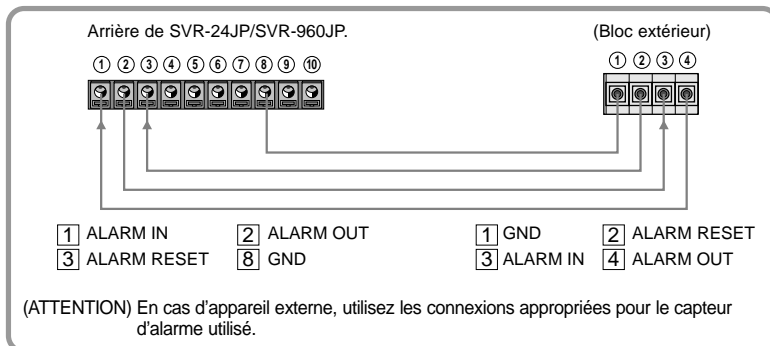 Arrière de SVR-24JP/SVR-960JP. (Bloc extérieur)
① ② ③ ④ ⑤ ⑥ ⑦ ⑧ ⑨ ⑩ ① ② ③ ④
1 ALARM IN 2 ALARM OUT 1 GND 2 ALARM RESET
3 ALARM RESET 8 GND 3 ALARM IN 4 ALARM OUT
(ATTENTION) En cas d'appareil externe, utilisez les connexions appropriées pour le capteur
d'alarme utilisé.